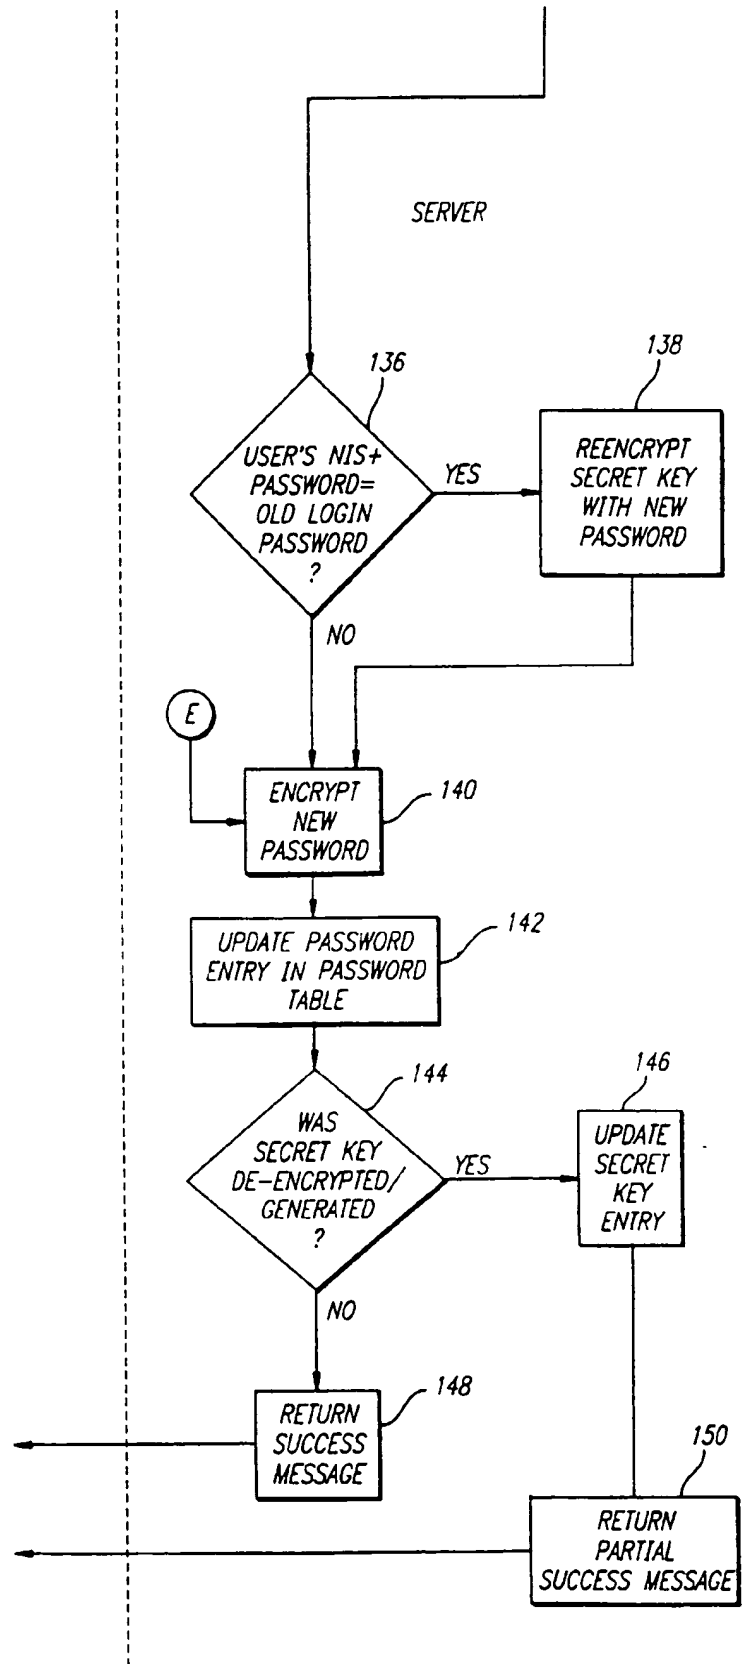 SERVER
136
138
USER'S NIS+
PASSWORD=
OLD LOGIN
PASSWORD
?
YES
REENCRYPT
SECRET KEY
WITH NEW
PASSWORD
NO
E
ENCRYPT
NEW
PASSWORD
140
UPDATE PASSWORD
ENTRY IN PASSWORD
TABLE
142
144
WAS
SECRET KEY
DE-ENCRYPTED/
GENERATED
?
YES
146
UPDATE
SECRET
KEY
ENTRY
NO
RETURN
SUCCESS
MESSAGE
148
150
RETURN
PARTIAL
SUCCESS MESSAGE